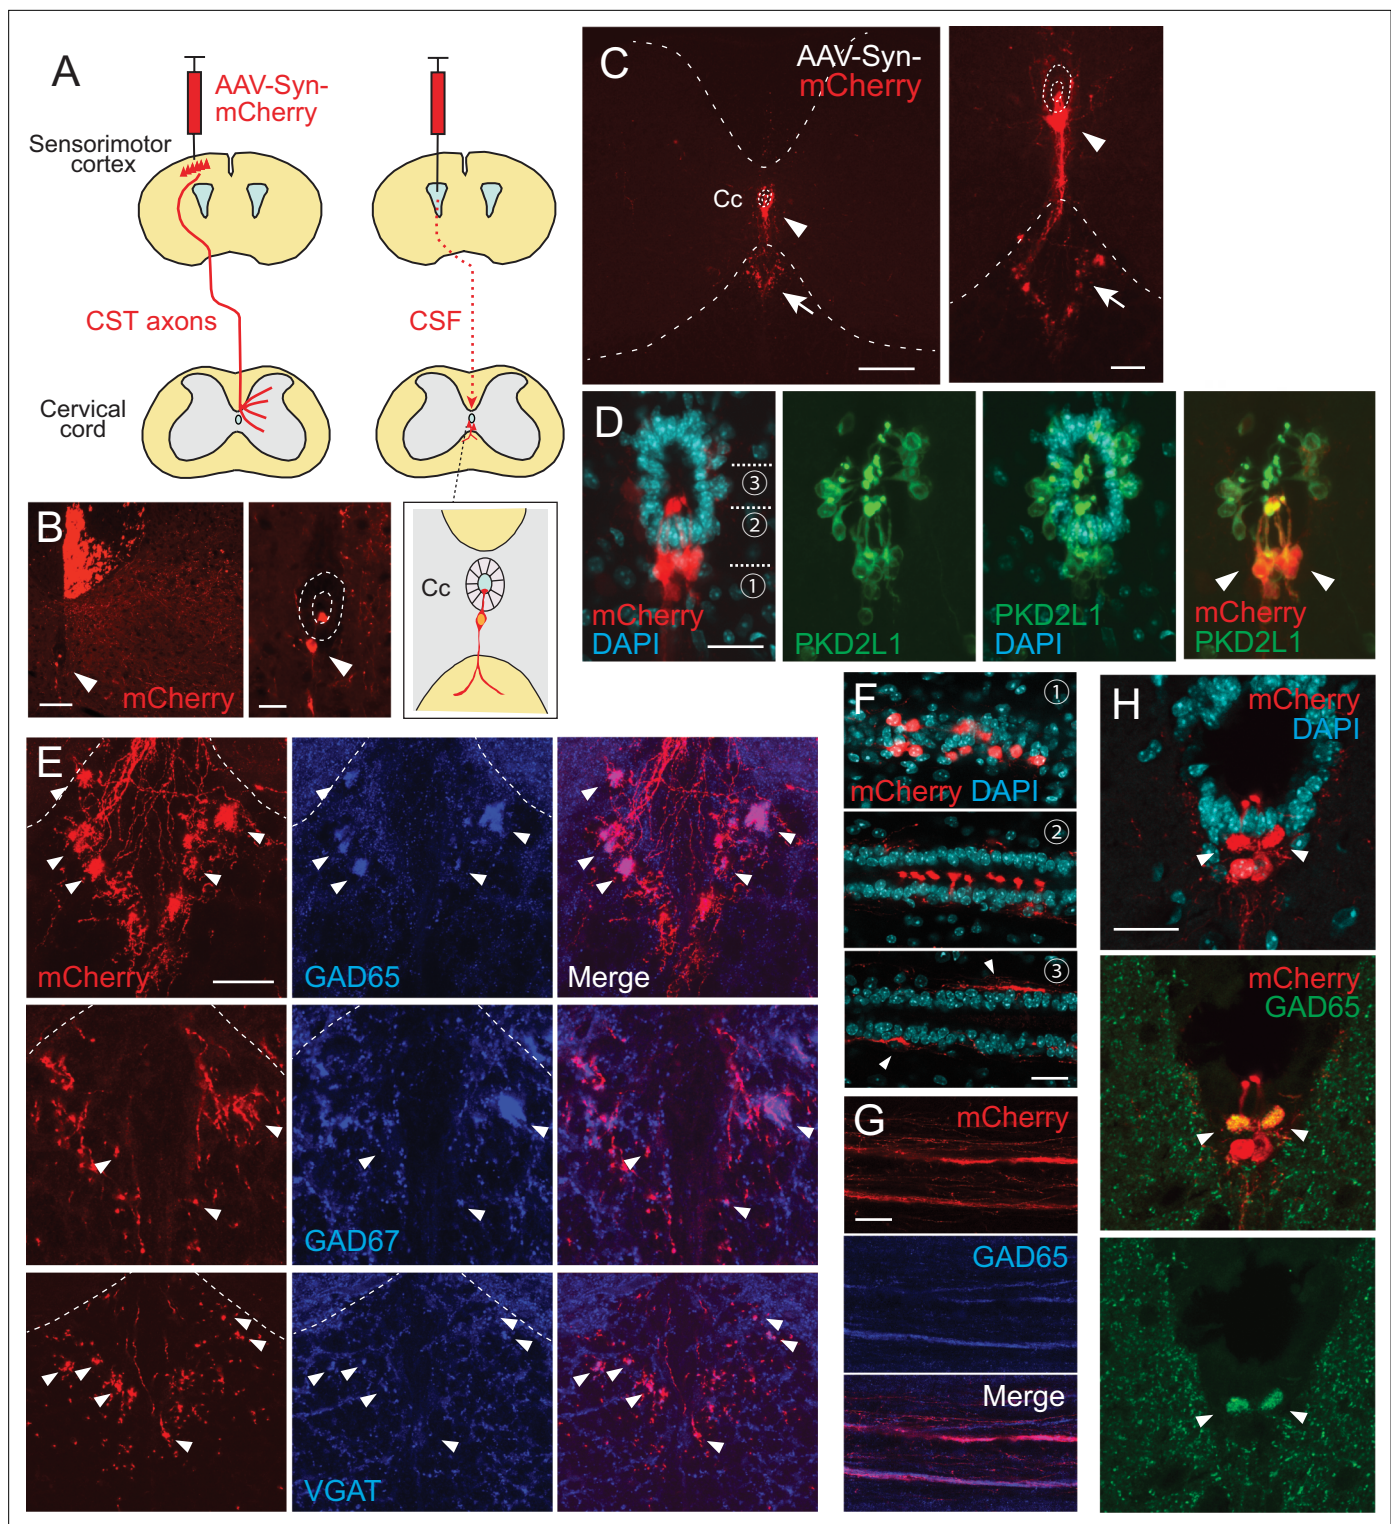 A
AAV-Syn-
mCherry
Sensorimotor
cortex
CST axons
CSF
Cervical
cord
B
mCherry
Cc
C
AAV-Syn-
mCherry
Cc
D
③
②
①
mCherry
DAPI
PKD2L1
PKD2L1
DAPI
mCherry
PKD2L1
E
mCherry
GAD65
Merge
GAD67
VGAT
F
①
mCherry DAPI
②
③
G
mCherry
GAD65
Merge
H
mCherry
DAPI
mCherry
GAD65